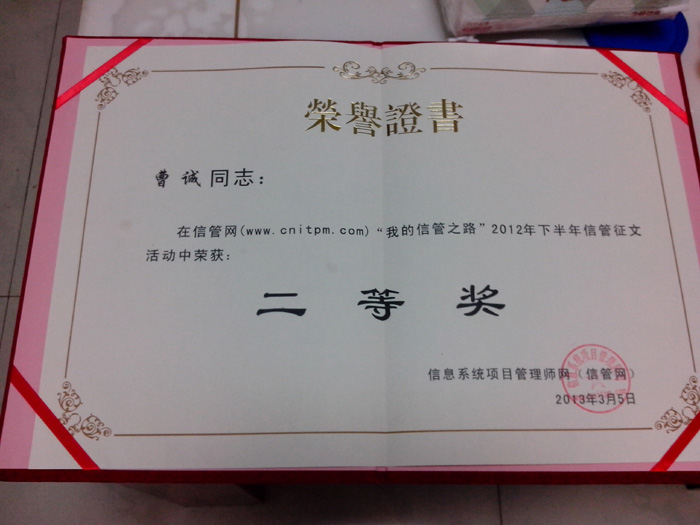 榮譽證書
曹诚同志：
在信管网(www.cnitpm.com)“我的信管之路”2012年下半年信管征文
活动中荣获：
二等奖
信息系统项目管理师网（信管网）
2013年3月5日